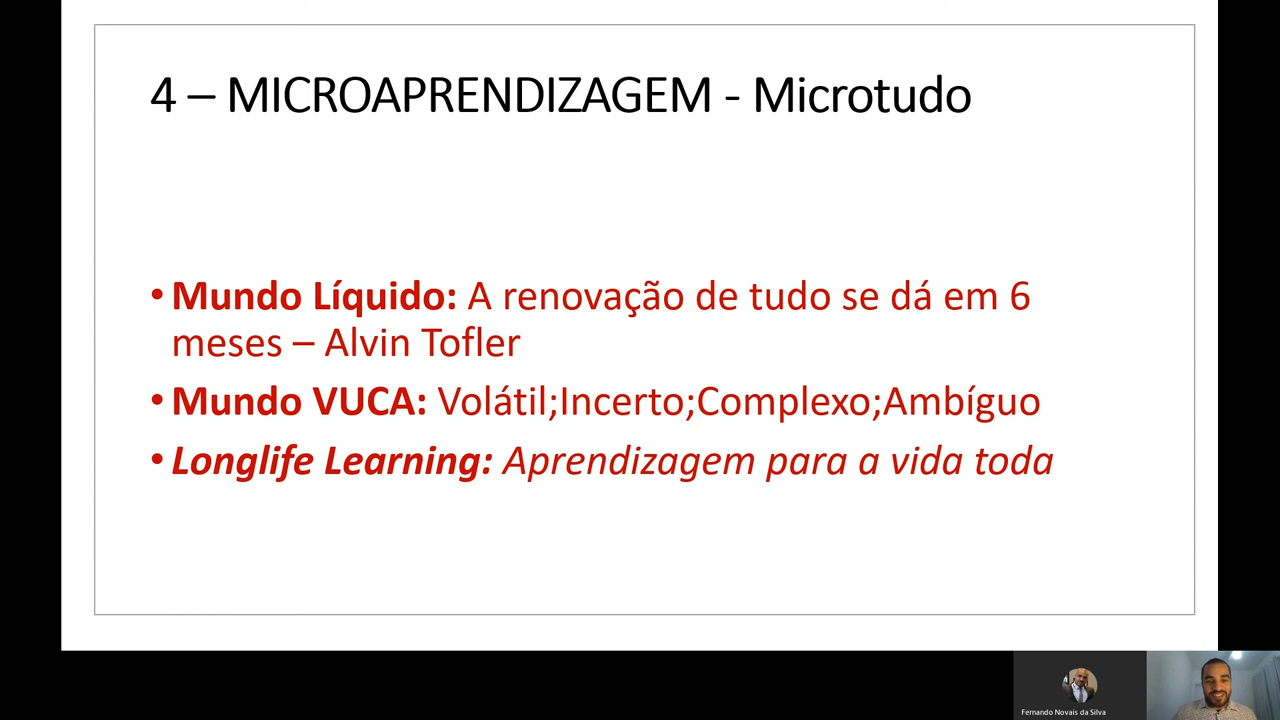 4 – MICROAPRENDIZAGEM - Microtudo
• Mundo Líquido: A renovação de tudo se dá em 6
meses – Alvin Tofler
• Mundo VUCA: Volátil;Incerto;Complexo;Ambíguo
• Longlife Learning: Aprendizagem para a vida toda
Fernando Novais da Silva